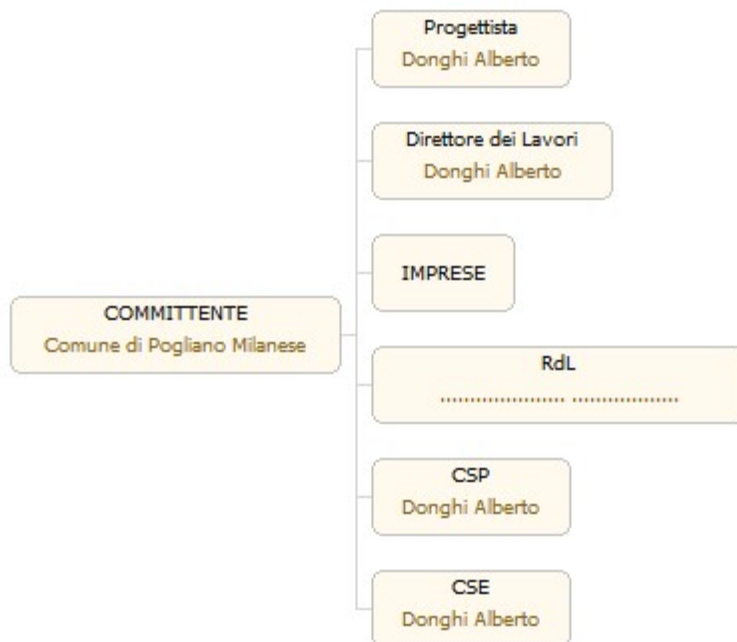 Progettista
Donghi Alberto
Direttore dei Lavori
Donghi Alberto
IMPRESE
COMMITTENTE
Comune di Pogliano Milanese
RdL
..................... ..................
CSP
Donghi Alberto
CSE
Donghi Alberto